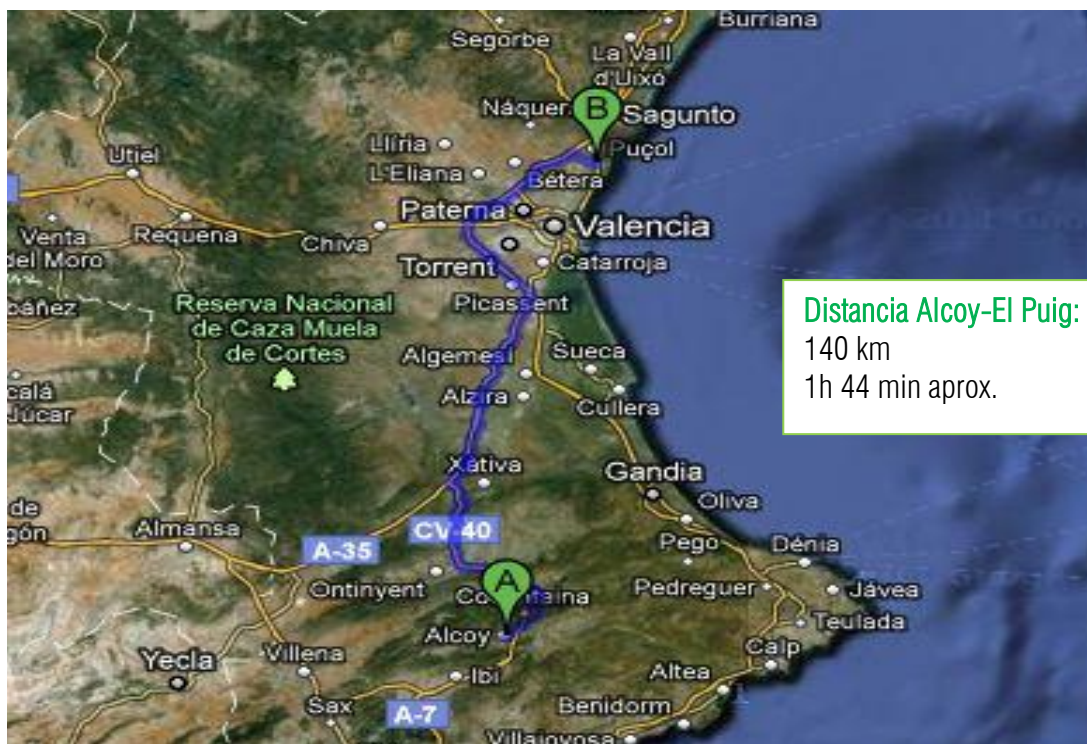 Burriana
Segorbe
La Vall
d'Uixó
Náquer
B
Sagunto
Puçol
Llíria
L'Eliana
Bétera
Utiel
Paterna
Valencia
Venta
del Moro
Requena
Chiva
Torrent
Catarroja
Picassent
Reserva Nacional
de Caza Muela
de Cortes
Distancia Alcoy-El Puig:
140 km
1h 44 min aprox.
Algemesí
Sueca
Alzira
Cullera
Júcar
Xàtiva
Gandia
Oliva
Almansa
CV-40
A-35
Pego
Dénia
Ontinyent
A
Pedreguer
Jávea
Teulada
Alcoy
Calp
Yecla
Villena
Ibi
Altea
Sax
A-7
Benidorm
Villajoyosa